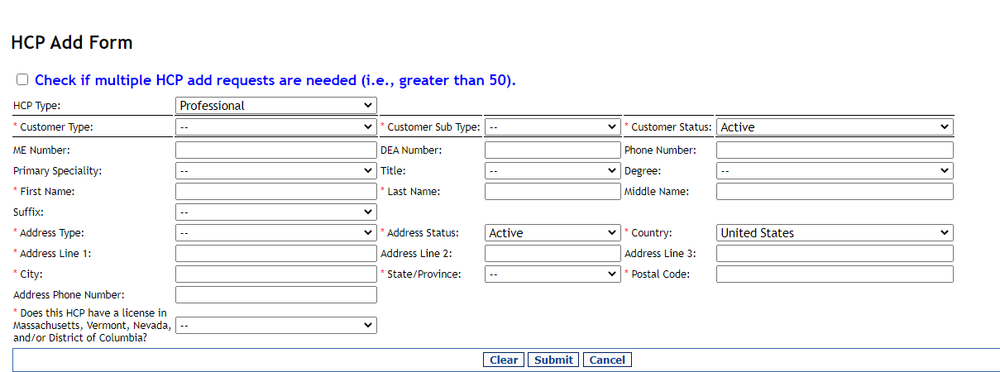 HCP Add Form
Check if multiple HCP add requests are needed (i.e., greater than 50).
HCP Type: Professional
* Customer Type: -- * Customer Sub Type: -- * Customer Status: Active
ME Number: DEA Number: Phone Number:
Primary Speciality: -- Title: -- Degree: --
* First Name: * Last Name: Middle Name:
Suffix: --
* Address Type: -- * Address Status: Active * Country: United States
* Address Line 1: Address Line 2: Address Line 3:
* City: * State/Province: -- * Postal Code:
Address Phone Number:
* Does this HCP have a license in
Massachusetts, Vermont, Nevada, --
and/or District of Columbia?
Clear Submit Cancel